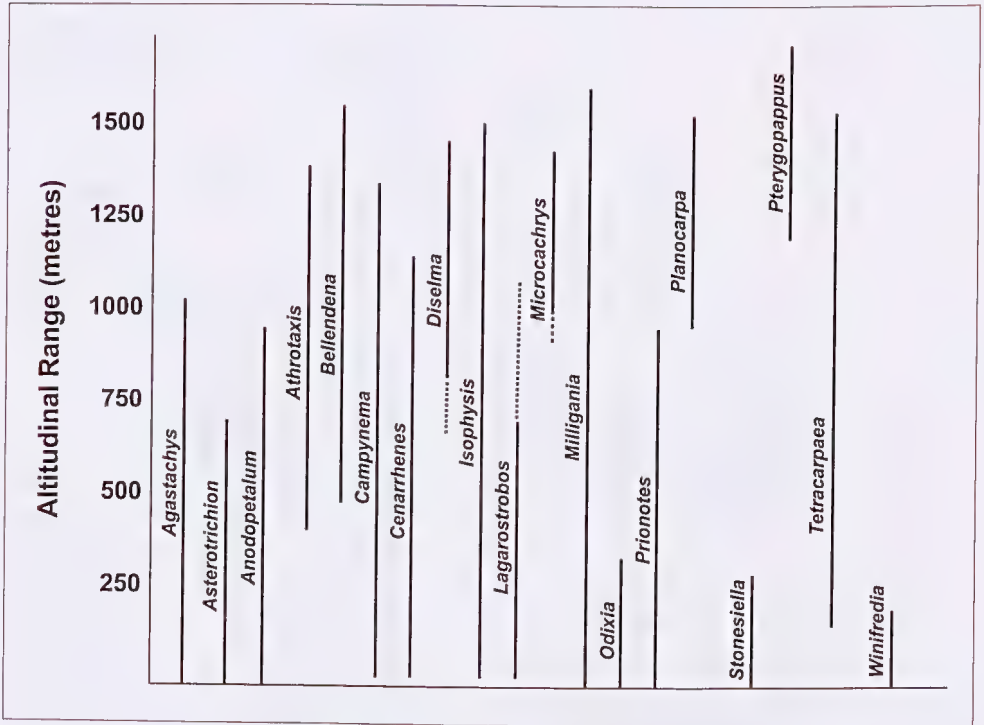 Altitudinal Range (metres)
1500
1250
1000
750
500
250
Agastachys
Asterotrichion
Anodopetalum
Athrotaxis
Bellendena
Campynema
Cenarrhenes
Diselma
Isophysis
Lagarostrobos
Microcachrys
Milligania
Odixia
Prionotes
Planocarpa
Stonesiella
Pterygopappus
Tetracarpaea
Winifredia